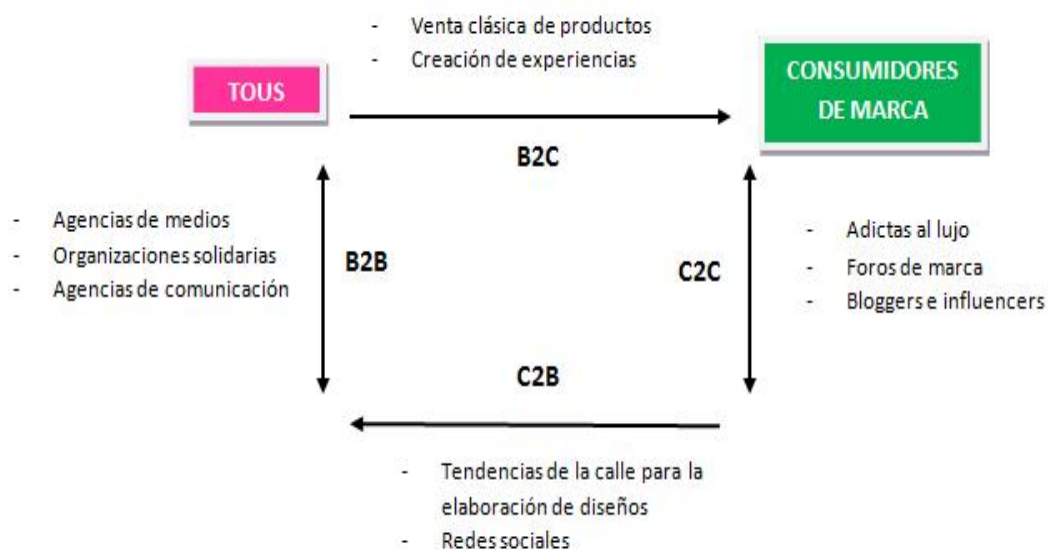 - Venta clásica de productos
- Creación de experiencias
TOUS
CONSUMIDORES
DE MARCA
B2C
- Agencias de medios
- Organizaciones solidarias
- Agencias de comunicación
B2B
C2C
- Adictas al lujo
- Foros de marca
- Bloggers e influencers
C2B
- Tendencias de la calle para la
elaboración de diseños
- Redes sociales